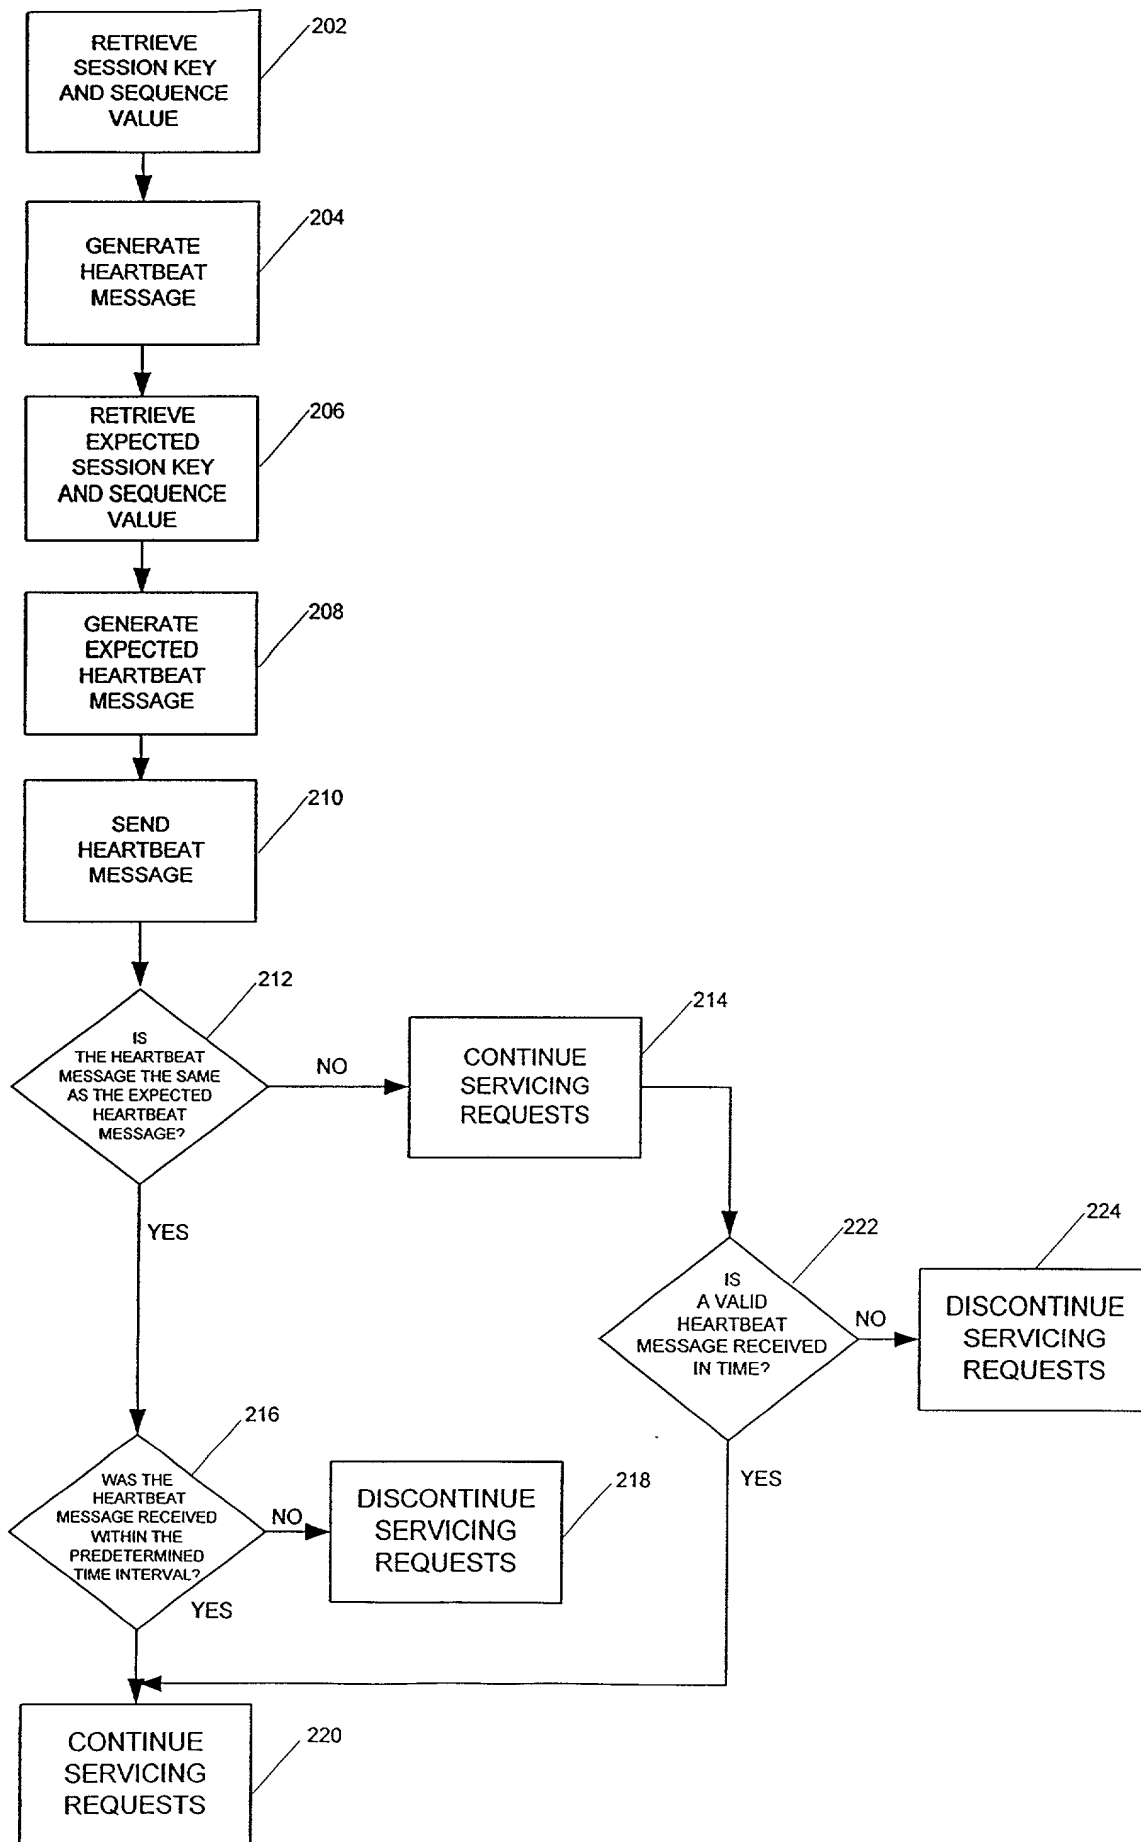 RETRIEVE
SESSION KEY
AND SEQUENCE
VALUE
202
GENERATE
HEARTBEAT
MESSAGE
204
RETRIEVE
EXPECTED
SESSION KEY
AND SEQUENCE
VALUE
206
GENERATE
EXPECTED
HEARTBEAT
MESSAGE
208
SEND
HEARTBEAT
MESSAGE
210
IS
THE HEARTBEAT
MESSAGE THE SAME
AS THE EXPECTED
HEARTBEAT
MESSAGE?
212
NO
CONTINUE
SERVICING
REQUESTS
214
YES
IS
A VALID
HEARTBEAT
MESSAGE RECEIVED
IN TIME?
222
NO
DISCONTINUE
SERVICING
REQUESTS
224
YES
WAS THE
HEARTBEAT
MESSAGE RECEIVED
WITHIN THE
PREDETERMINED
TIME INTERVAL?
216
NO
DISCONTINUE
SERVICING
REQUESTS
218
YES
CONTINUE
SERVICING
REQUESTS
220